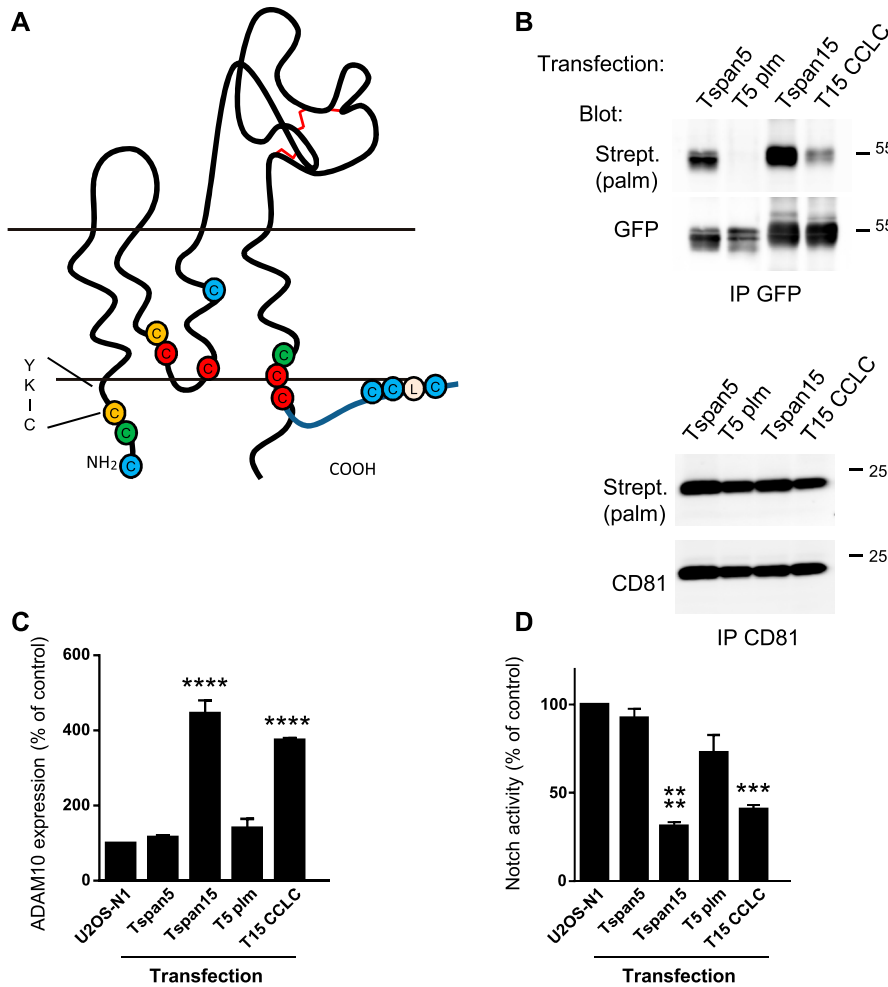 A
C
C
C
C
C
C
C
C
C
C
L
C
Y
K
I
C
C
C
NH2
C
COOH
B
Transfection:
Tspan5
T5 plm
Tspan15
T15 CCLC
Blot:
Strept.
(palm)
55
GFP
55
IP GFP
Tspan5
T5 plm
Tspan15
T15 CCLC
Strept.
(palm)
25
CD81
25
IP CD81
C
ADAM10 expression (% of control)
600
400
200
0
****
****
U2OS-N1
Tspan5
Tspan15
T5 plm
T15 CCLC
Transfection
D
Notch activity (% of control)
100
50
0
**
**
***
U2OS-N1
Tspan5
Tspan15
T5 plm
T15 CCLC
Transfection